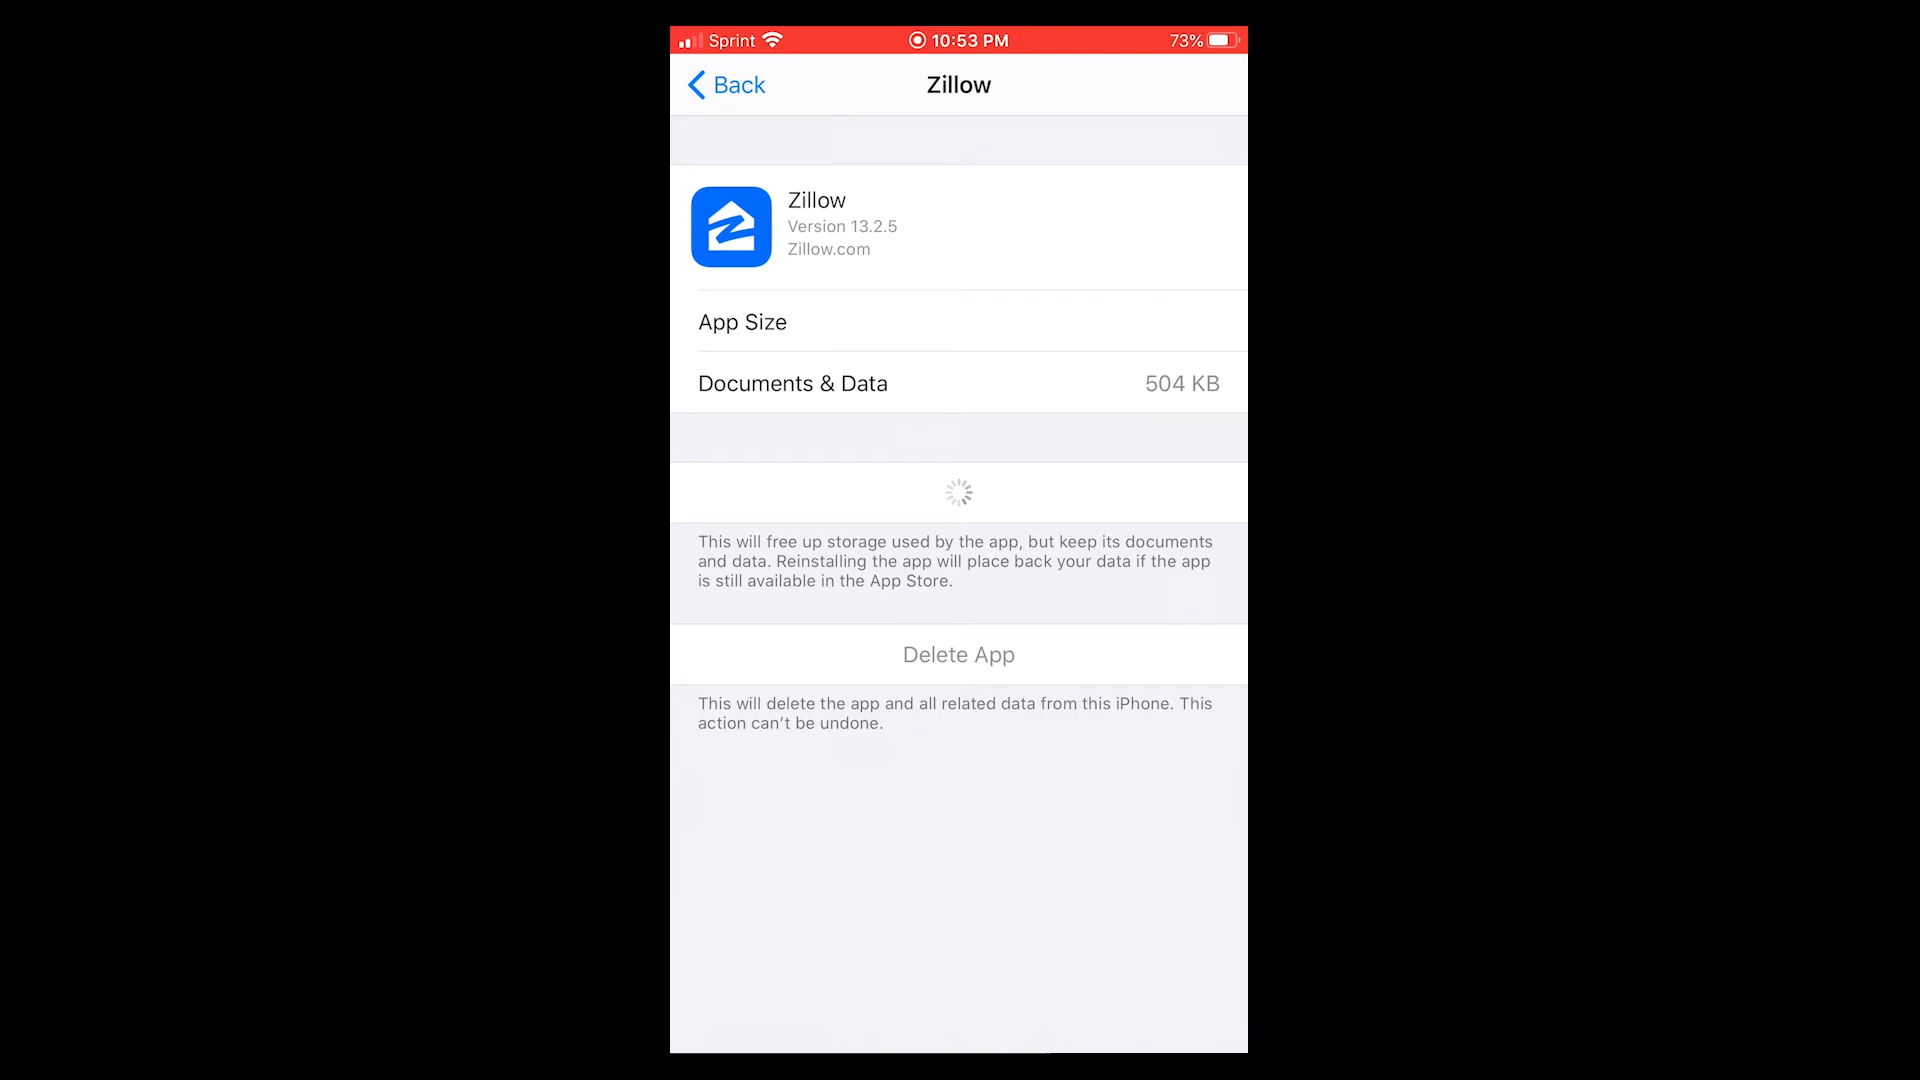 Sprint 10:53 PM 73%
Back Zillow
Zillow
Version 13.2.5
Zillow.com
App Size
Documents & Data 504 KB
This will free up storage used by the app, but keep its documents
and data. Reinstalling the app will place back your data if the app
is still available in the App Store.
Delete App
This will delete the app and all related data from this iPhone. This
action can’t be undone.